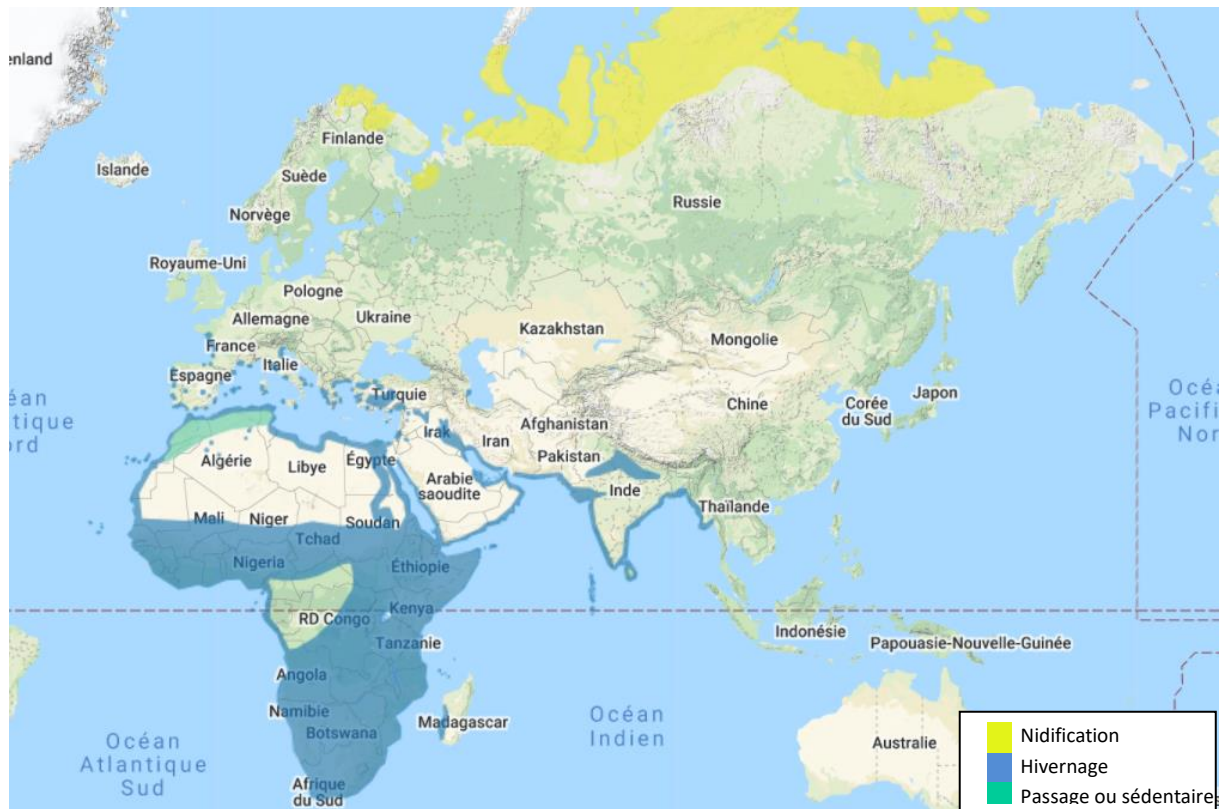 enland
Islande
Finlande
Suède
Norvège
Russie
Royaume-Uni
Pologne
Allemagne
Ukraine
France
Kazakhstan
Mongolie
Italie
Espagne
Turquie
Chine
Corée
du Sud
Japon
Océa
Pacifiq
Nor
éan
tique
ord
Irak
Iran
Afghanistan
Pakistan
Algérie
Libye
Égypte
Arabie
saoudite
Inde
Thaïlande
Mali
Niger
Soudan
Tchad
Nigeria
Éthiopie
RD Congo
Kenya
Tanzanie
Indonésie
Papouasie-Nouvelle-Guinée
Angola
Namibie
Botswana
Madagascar
Océan
Indien
Australie
Océan
Atlantique
Sud
Afrique
du Sud
Nidification
Hivernage
Passage ou sédentaire